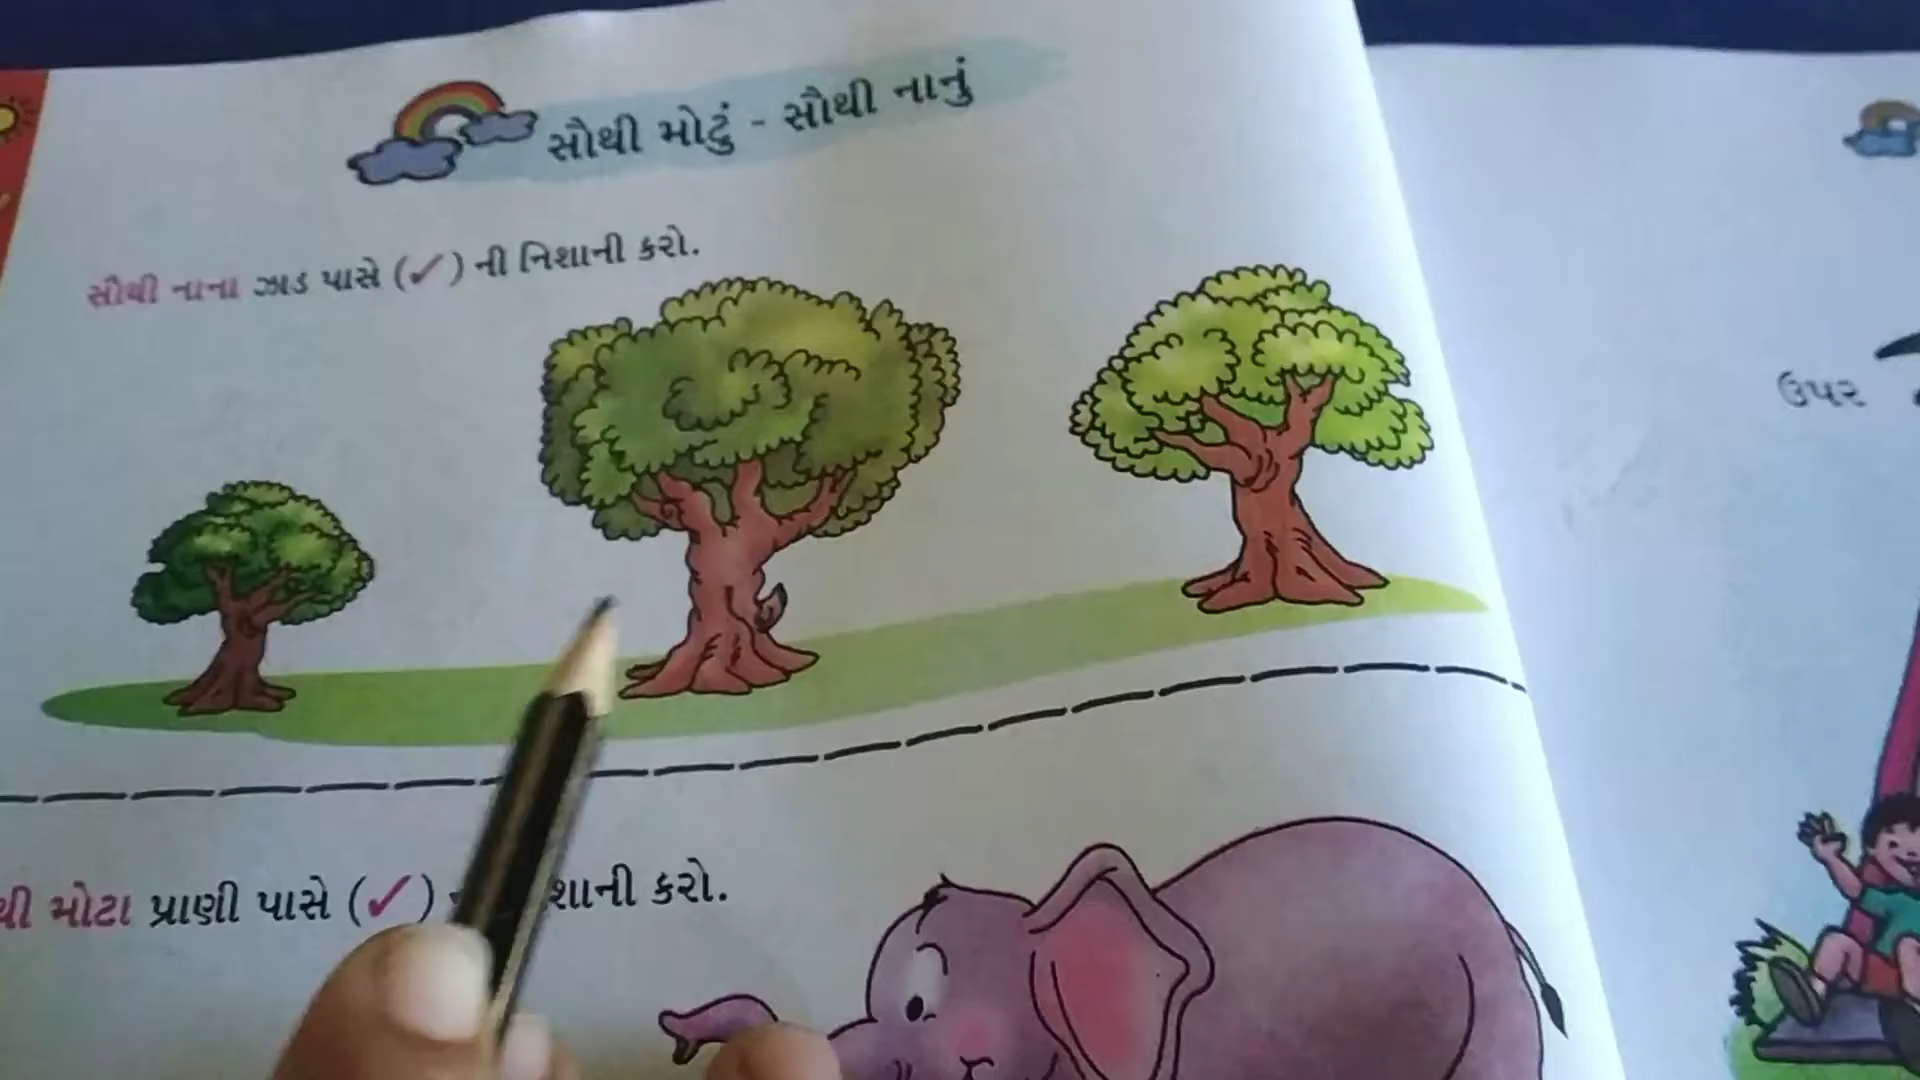 સૌથી મોટું - સૌથી નાનું
સૌથી નાના ઝાડ પાસે (✓) ની નિશાની કરો.
મોટા પ્રાણી પાસે (✓) શાની કરો.
ઉપર